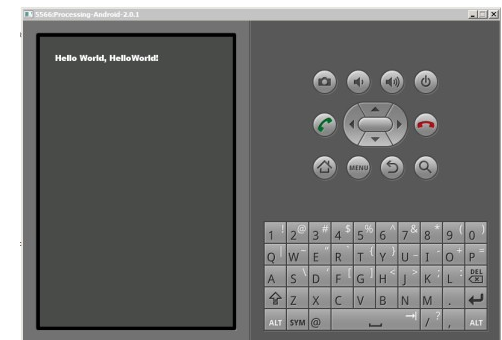 5566:Processing-Android-2.0.1
Hello World, HelloWorld!
MENU
1 ! 2 @ 3 # 4 $ 5 % 6 ^ 7 & 8 * 9 ( 0 )
Q | W ~ E " R ` T { Y } U _ I - O + P =
A S \ D ' F [ G ] H < J > K ; L : DEL
Z X C V B N M .
ALT SYM @ / ? , ALT